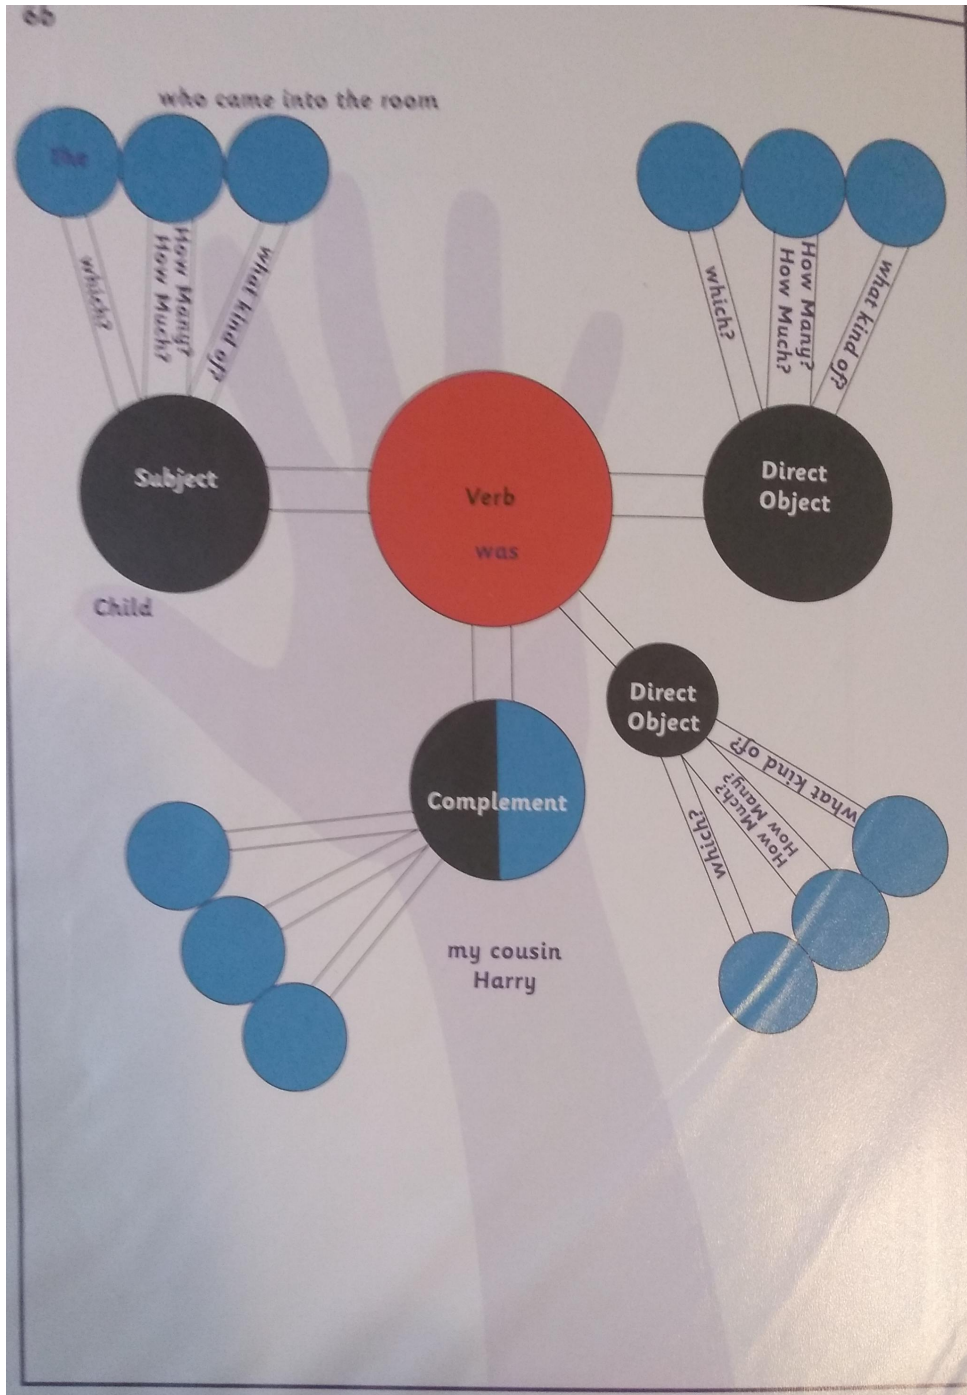 6b
who came into the room
the
which?
How Many?
How Much?
what kind of?
which?
How Many?
How Much?
what kind of?
Subject
Verb
was
Direct
Object
Child
Direct
Object
what kind of?
How Much?
How Many?
which?
Complement
my cousin
Harry